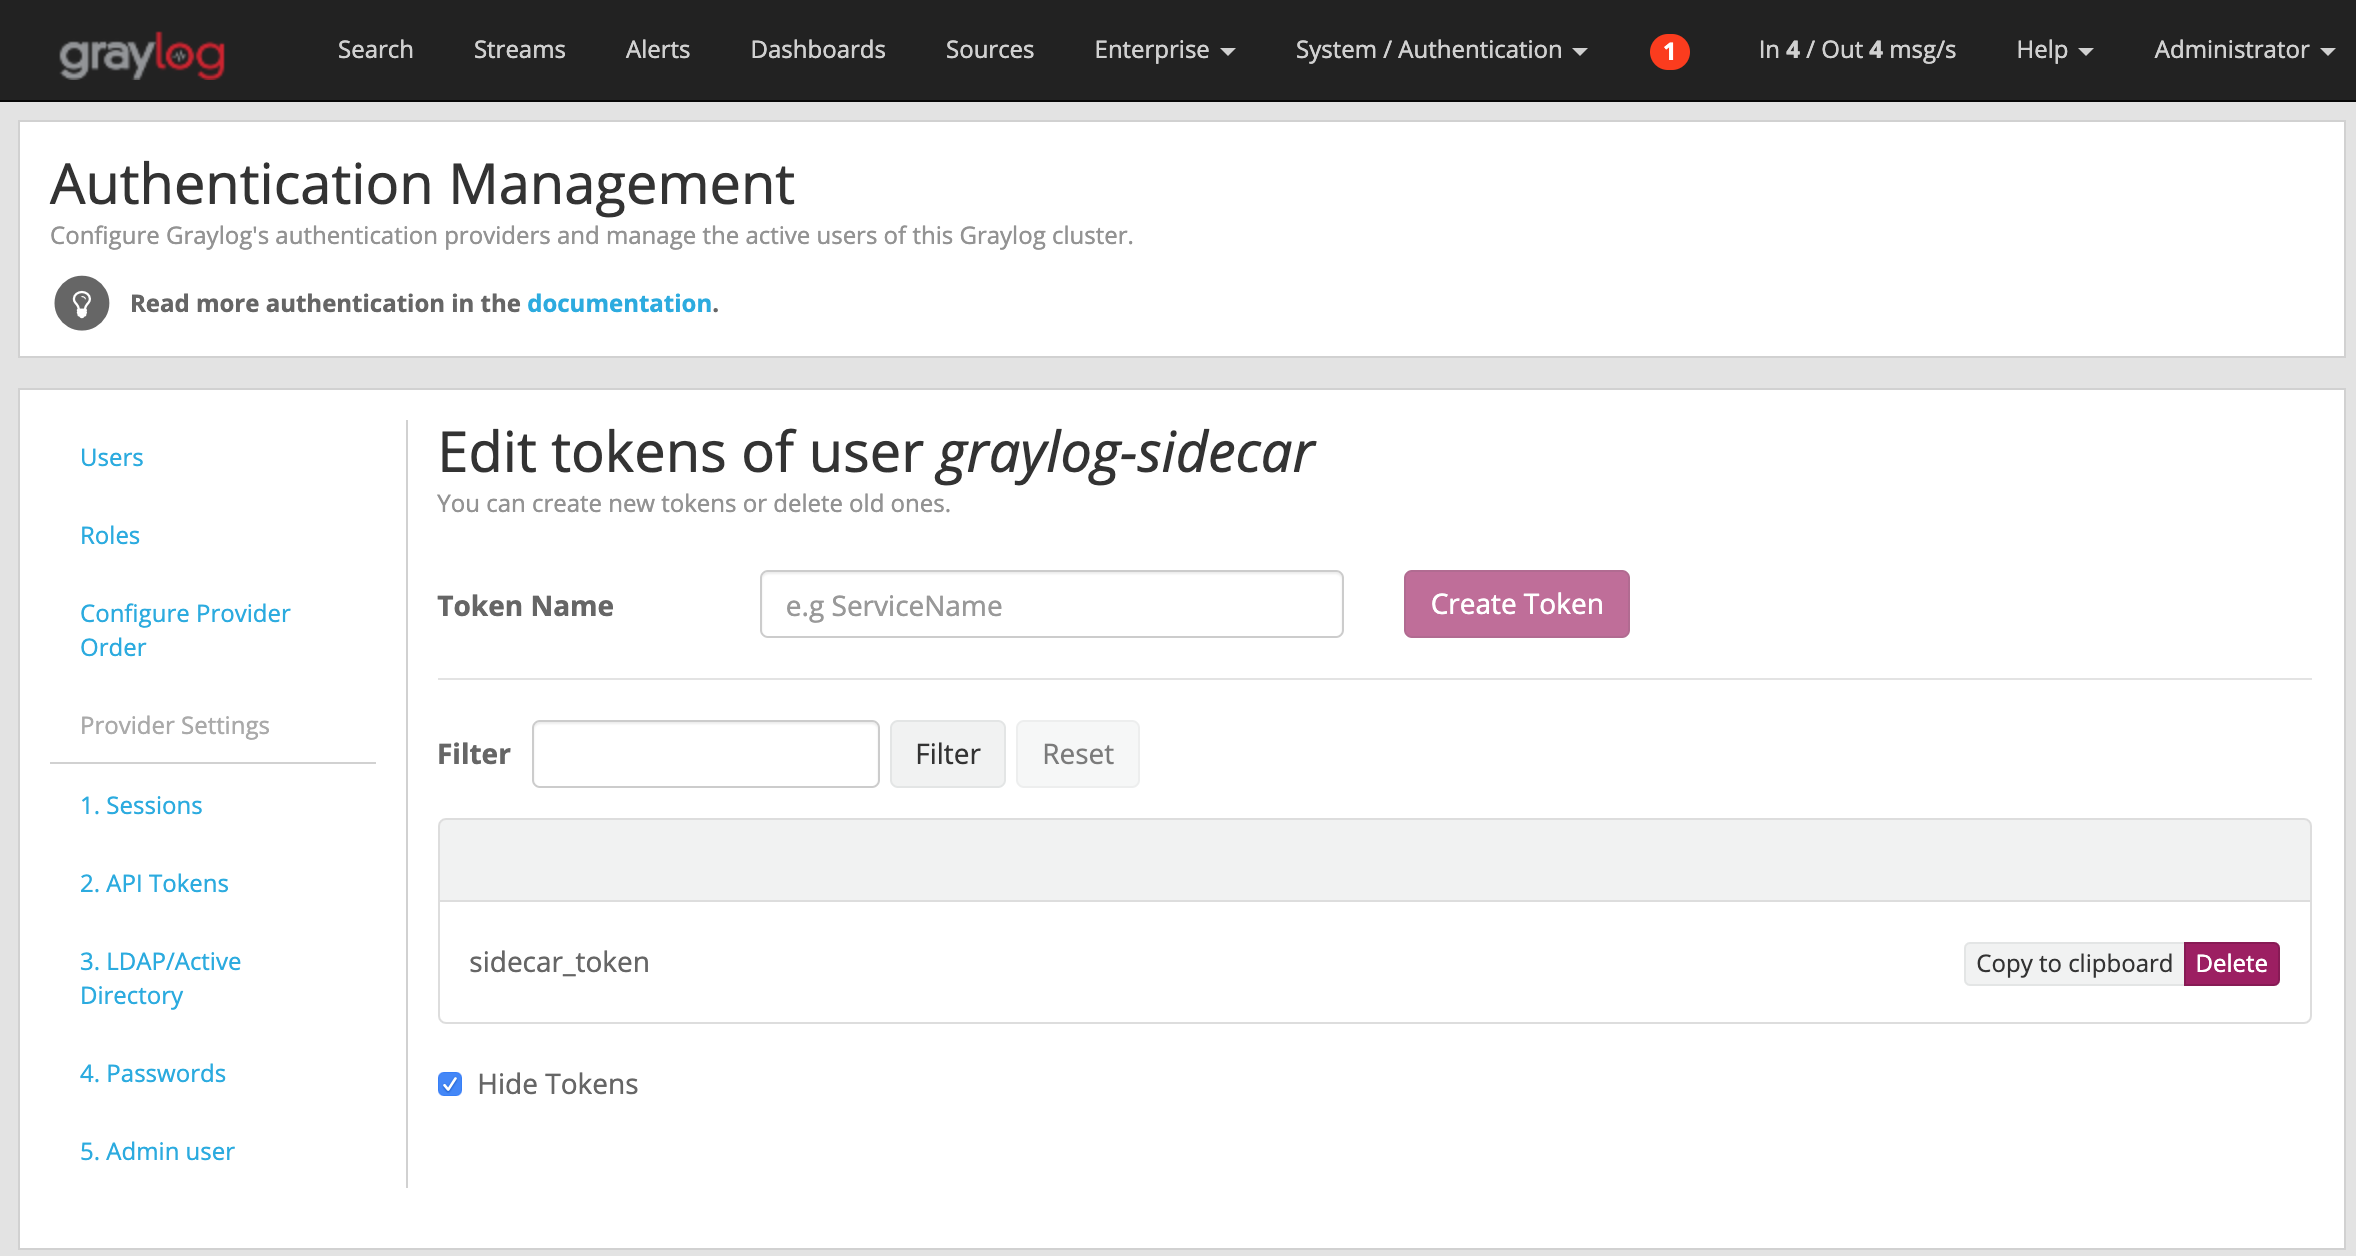 graylog
Search Streams Alerts Dashboards Sources Enterprise System / Authentication 1 In 4 / Out 4 msg/s Help Administrator
Authentication Management
Configure Graylog's authentication providers and manage the active users of this Graylog cluster.
Read more authentication in the documentation.
Users
Roles
Configure Provider
Order
Provider Settings
1. Sessions
2. API Tokens
3. LDAP/Active
Directory
4. Passwords
5. Admin user
Edit tokens of user graylog-sidecar
You can create new tokens or delete old ones.
Token Name e.g ServiceName Create Token
Filter Filter Reset
sidecar_token Copy to clipboard Delete
Hide Tokens